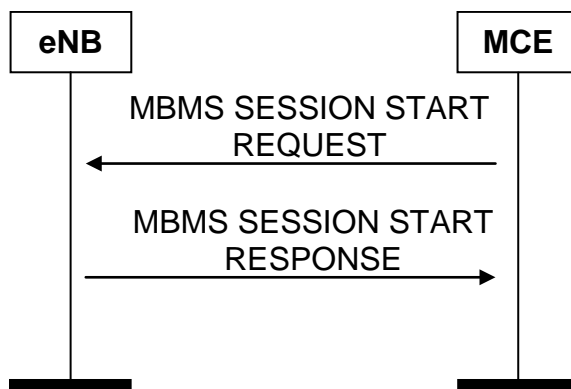 eNB
MCE
MBMS SESSION START
REQUEST
MBMS SESSION START
RESPONSE